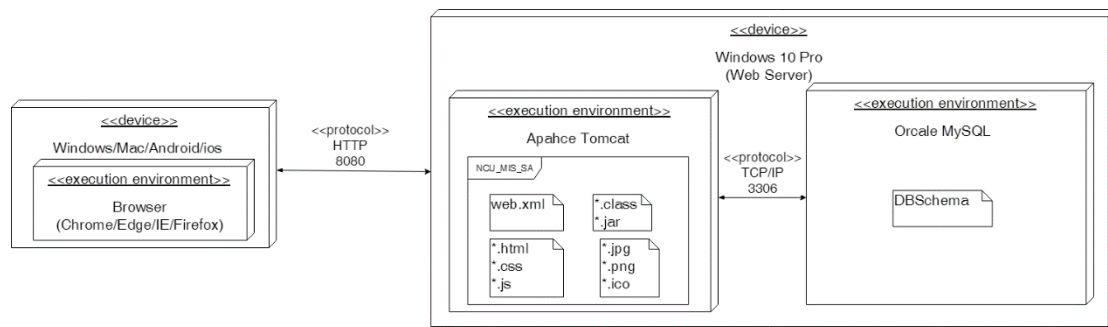 <<device>>
Windows/Mac/Android/ios
<<execution environment>>
Browser
(Chrome/Edge/IE/Firefox)
<<protocol>>
HTTP
8080
<<device>>
Windows 10 Pro
(Web Server)
<<execution environment>>
Apahce Tomcat
NCU_MIS_SA
web.xml
*.class
*.jar
*.html
*.css
*.js
*.jpg
*.png
*.ico
<<protocol>>
TCP/IP
3306
<<execution environment>>
Orcale MySQL
DBSchema